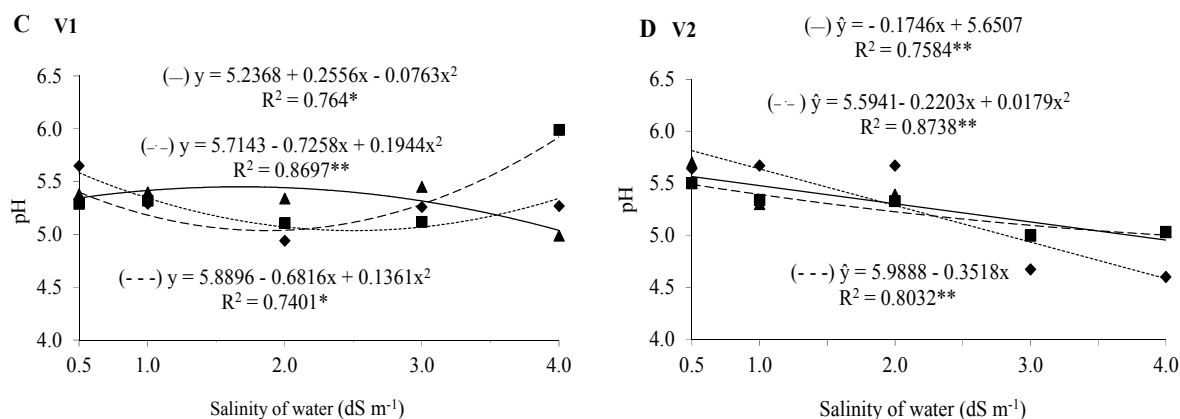 C V1
(—) y = 5.2368 + 0.2556x - 0.0763x²
R² = 0.764*
(-·-) y = 5.7143 - 0.7258x + 0.1944x²
R² = 0.8697**
(- - -) y = 5.8896 - 0.6816x + 0.1361x²
R² = 0.7401*
pH
6.5
6.0
5.5
5.0
4.5
4.0
0.5 1.0 2.0 3.0 4.0
Salinity of water (dS m⁻¹)
D V2
(—) ŷ = - 0.1746x + 5.6507
R² = 0.7584**
(-·-) ŷ = 5.5941- 0.2203x + 0.0179x²
R² = 0.8738**
(- - -) ŷ = 5.9888 - 0.3518x
R² = 0.8032**
pH
6.5
6.0
5.5
5.0
4.5
4.0
0.5 1.0 2.0 3.0 4.0
Salinity of water (dS m⁻¹)